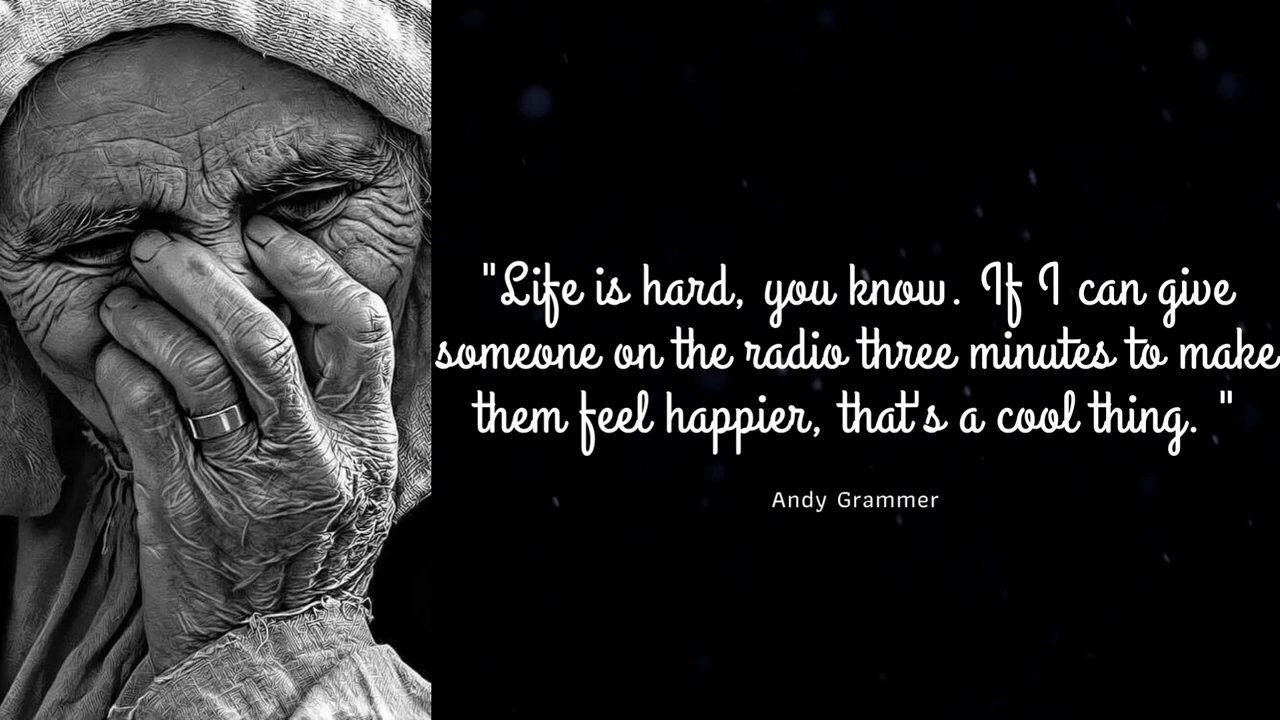 "Life is hard, you know. If I can give
someone on the radio three minutes to make
them feel happier, that's a cool thing. "
Andy Grammer